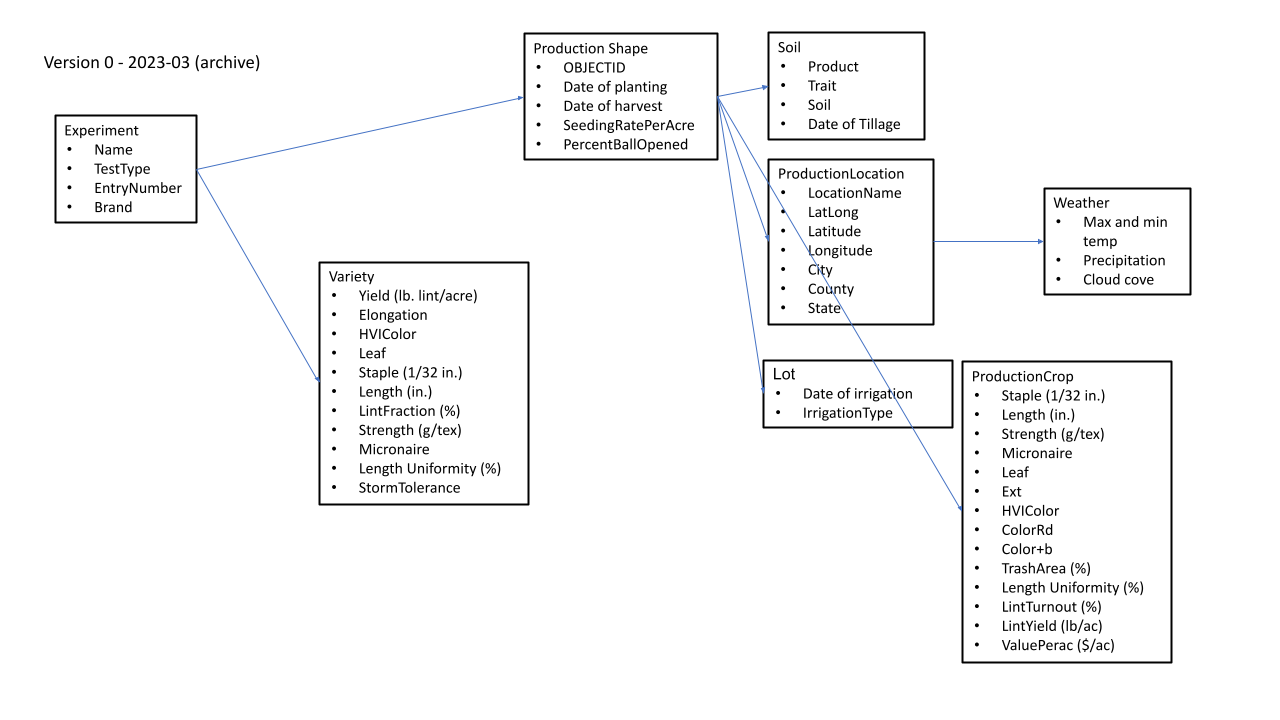 Version 0 - 2023-03 (archive)
Experiment
• Name
• TestType
• EntryNumber
• Brand
Production Shape
• OBJECTID
• Date of planting
• Date of harvest
• SeedingRatePerAcre
• PercentBallOpened
Soil
• Product
• Trait
• Soil
• Date of Tillage
ProductionLocation
• LocationName
• LatLong
• Latitude
• Longitude
• City
• County
• State
Weather
• Max and min
temp
• Precipitation
• Cloud cove
Variety
• Yield (lb. lint/acre)
• Elongation
• HVIColor
• Leaf
• Staple (1/32 in.)
• Length (in.)
• LintFraction (%)
• Strength (g/tex)
• Micronaire
• Length Uniformity (%)
• StormTolerance
Lot
• Date of irrigation
• IrrigationType
ProductionCrop
• Staple (1/32 in.)
• Length (in.)
• Strength (g/tex)
• Micronaire
• Leaf
• Ext
• HVIColor
• ColorRd
• Color+b
• TrashArea (%)
• Length Uniformity (%)
• LintTurnout (%)
• LintYield (lb/ac)
• ValuePerac ($/ac)